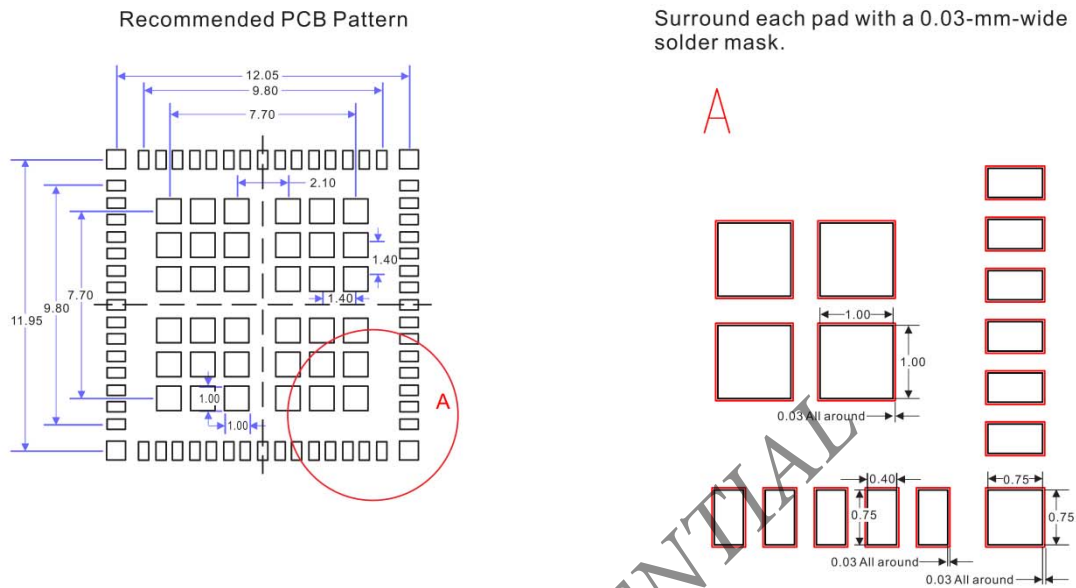 Recommended PCB Pattern
Surround each pad with a 0.03-mm-wide
solder mask.
12.05
9.80
7.70
A
2.10
1.40
1.40
7.70
9.80
11.95
1.00
1.00
A
1.00
1.00
0.03 All around
0.40
0.75
0.75
0.75
0.03 All around
0.03 All around
NTIAL